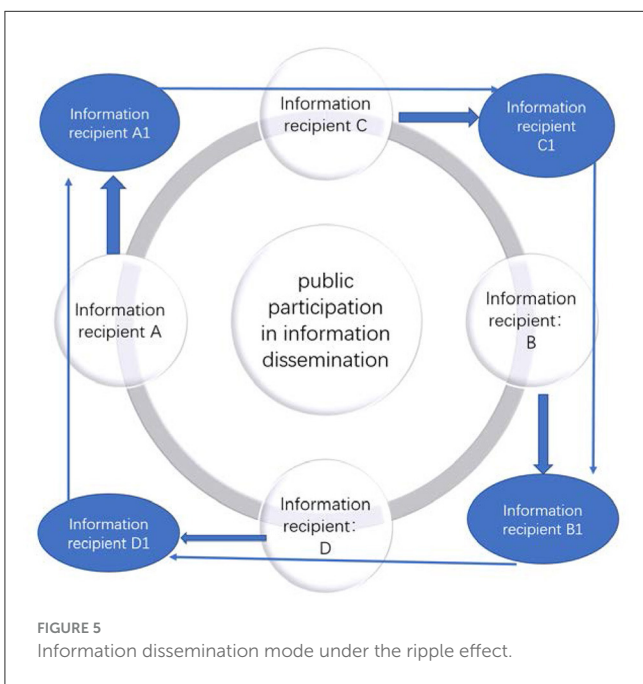 Information
recipient A1
Information
recipient C
Information
recipient
C1
Information
recipient A
public
participation
in information
dissemination
Information
recipient：
B
Information
recipient D1
Information
recipient：
D
Information
recipient B1
FIGURE 5
Information dissemination mode under the ripple effect.